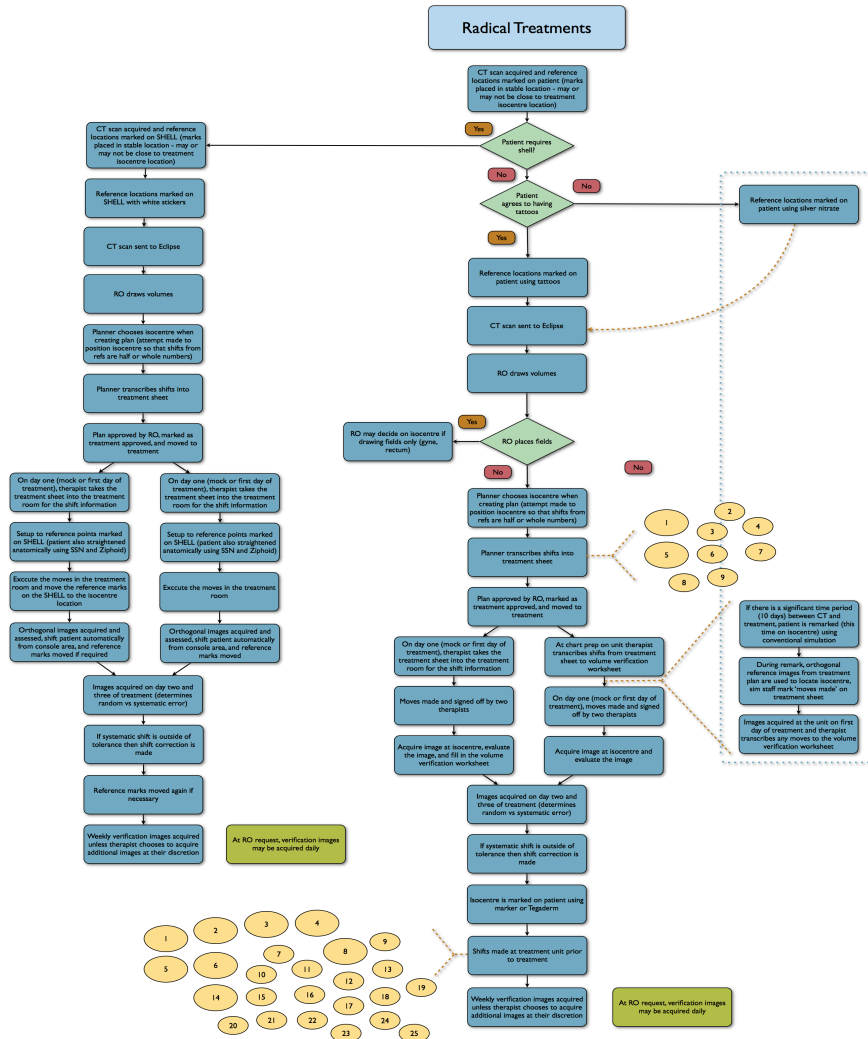 Radical Treatments
CT scan acquired and reference
locations marked on patient (marks
placed in stable location - may or
may not be close to treatment
isocentre location)
Yes
Patient requires
shell?
No
CT scan acquired and reference
locations marked on SHELL (marks
placed in stable location - may or
may not be close to treatment
isocentre location)
Reference locations marked on
SHELL with white stickers
CT scan sent to Eclipse
RO draws volumes
Planner chooses isocentre when
creating plan (attempt made to
position isocentre so that shifts from
refs are half or whole numbers)
Planner transcribes shifts into
treatment sheet
Plan approved by RO, marked as
treatment approved, and moved to
treatment
On day one (mock or first day of
treatment), therapist takes the
treatment sheet into the treatment
room for the shift information
Setup to reference points marked
on SHELL (patient also straightened
anatomically using SSN and Ziphoid)
Exccute the moves in the treatment
room and move the reference marks
on the SHELL to the isocentre
location
Orthogonal images acquired and
assessed, shift patient automatically
from console area, and reference
marks moved if required
On day one (mock or first day of
treatment), therapist takes the
treatment sheet into the treatment
room for the shift information
Setup to reference points marked
on SHELL (patient also straightened
anatomically using SSN and Ziphoid)
Exccute the moves in the treatment
room
Orthogonal images acquired and
assessed, shift patient automatically
from console area, and reference
marks moved
Images acquired on day two and
three of treatment (determines
random vs systematic error)
If systematic shift is outside of
tolerance then shift correction is
made
Reference marks moved again if
necessary
Weekly verification images acquired
unless therapist chooses to acquire
additional images at their discretion
At RO request, verification images
may be acquired daily
Patient
agrees to having
tattoos
No
Yes
Reference locations marked on
patient using silver nitrate
Reference locations marked on
patient using tattoos
CT scan sent to Eclipse
RO draws volumes
Yes
RO places fields
No
No
RO may decide on isocentre if
drawing fields only (gyne,
rectum)
Planner chooses isocentre when
creating plan (attempt made to
position isocentre so that shifts from
refs are half or whole numbers)
Planner transcribes shifts into
treatment sheet
1
2
3
4
5
6
7
8
9
Plan approved by RO, marked as
treatment approved, and moved to
treatment
On day one (mock or first day of
treatment), therapist takes the
treatment sheet into the treatment
room for the shift information
Moves made and signed off by two
therapists
Acquire image at isocentre, evaluate
the image, and fill in the volume
verification worksheet
At chart prep on unit therapist
transcribes shifts from treatment
sheet to volume verification
worksheet
On day one (mock or first day of
treatment), moves made and signed
off by two therapists
Acquire image at isocentre and
evaluate the image
If there is a significant time period
(10 days) between CT and
treatment, patient is remarked (this
time on isocentre) using
conventional simulation
During remark, orthogonal
reference images from treatment
plan are used to locate isocentre,
sim staff mark 'moves made' on
treatment sheet
Images acquired at the unit on first
day of treatment and therapist
transcribes any moves to the volume
verification worksheet
Images acquired on day two and
three of treatment (determines
random vs systematic error)
If systematic shift is outside of
tolerance then shift correction is
made
Isocentre is marked on patient using
marker or Tegaderm
Shifts made at treatment unit prior
to treatment
Weekly verification images acquired
unless therapist chooses to acquire
additional images at their discretion
At RO request, verification images
may be acquired daily
1
2
3
4
5
6
7
8
9
10
11
12
13
14
15
16
17
18
19
20
21
22
23
24
25